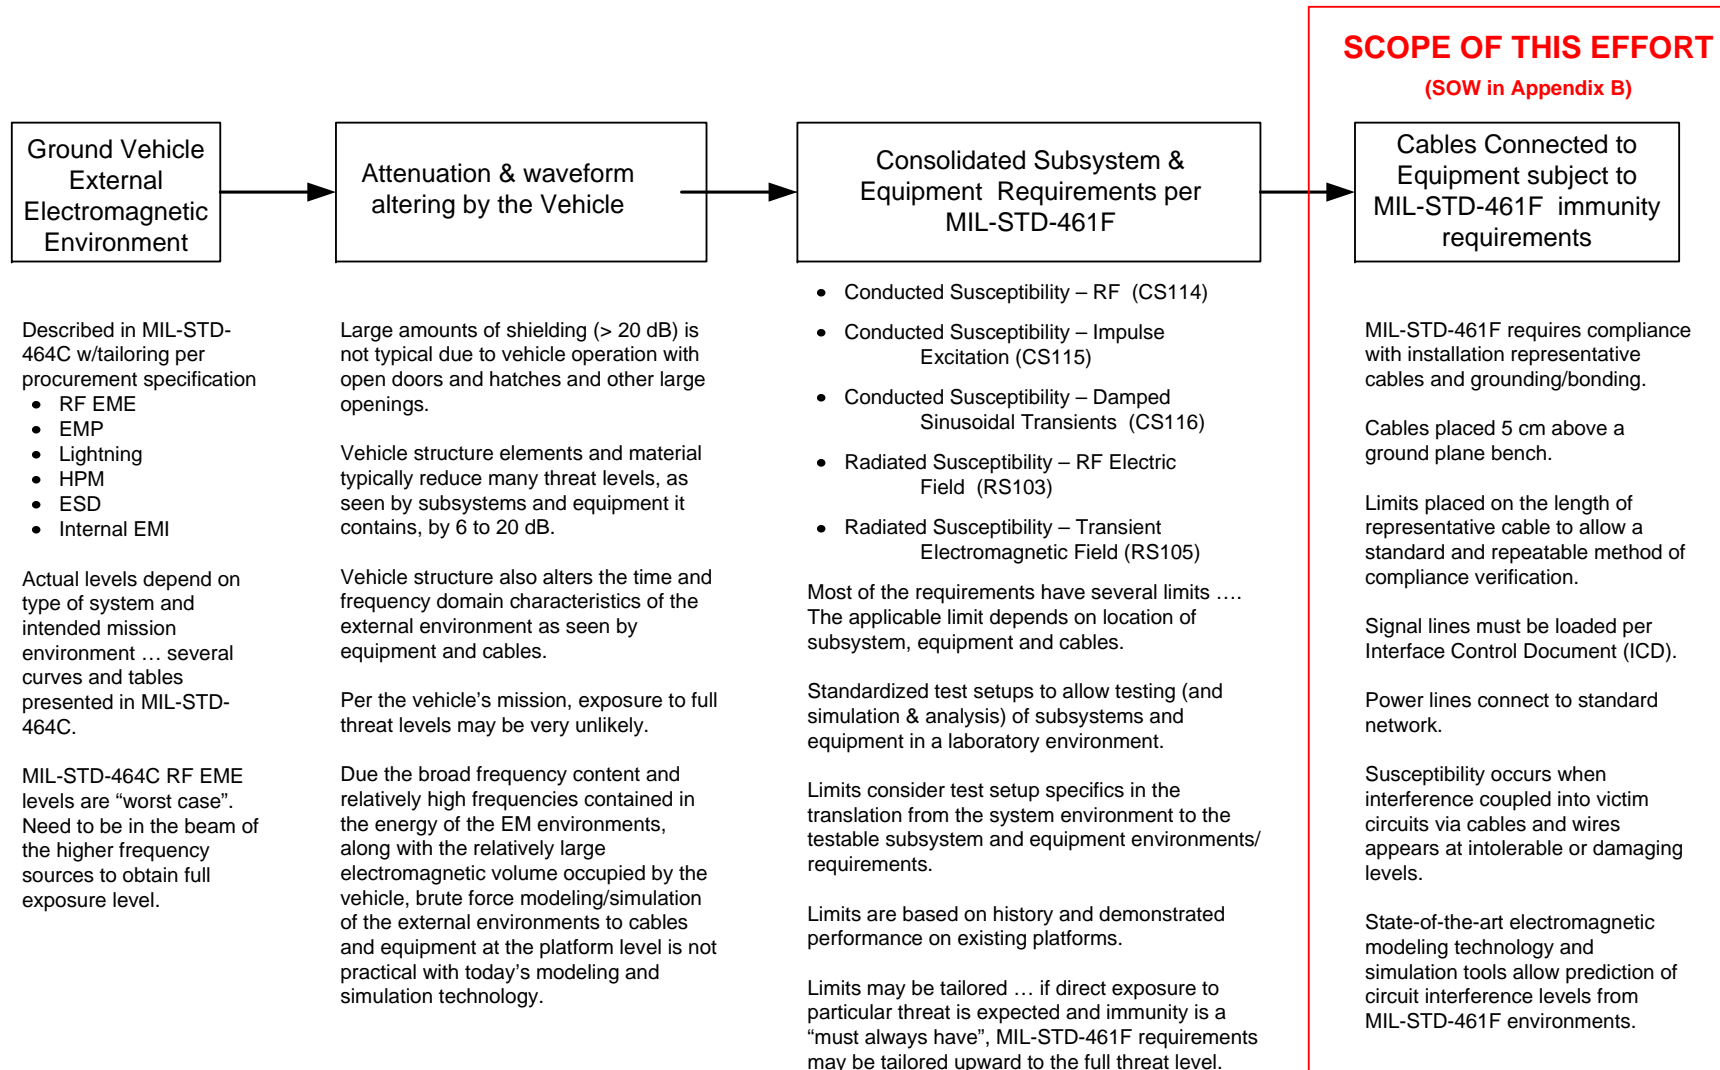 SCOPE OF THIS EFFORT
(SOW in Appendix B)
Ground Vehicle
External
Electromagnetic
Environment
Attenuation & waveform
altering by the Vehicle
Consolidated Subsystem &
Equipment Requirements per
MIL-STD-461F
Cables Connected to
Equipment subject to
MIL-STD-461F immunity
requirements
Described in MIL-STD-
464C w/tailoring per
procurement specification
• RF EME
• EMP
• Lightning
• HPM
• ESD
• Internal EMI
Actual levels depend on
type of system and
intended mission
environment … several
curves and tables
presented in MIL-STD-
464C.
MIL-STD-464C RF EME
levels are “worst case”.
Need to be in the beam of
the higher frequency
sources to obtain full
exposure level.
Large amounts of shielding (> 20 dB) is
not typical due to vehicle operation with
open doors and hatches and other large
openings.
Vehicle structure elements and material
typically reduce many threat levels, as
seen by subsystems and equipment it
contains, by 6 to 20 dB.
Vehicle structure also alters the time and
frequency domain characteristics of the
external environment as seen by
equipment and cables.
Per the vehicle’s mission, exposure to full
threat levels may be very unlikely.
Due the broad frequency content and
relatively high frequencies contained in
the energy of the EM environments,
along with the relatively large
electromagnetic volume occupied by the
vehicle, brute force modeling/simulation
of the external environments to cables
and equipment at the platform level is not
practical with today’s modeling and
simulation technology.
• Conducted Susceptibility – RF (CS114)
• Conducted Susceptibility – Impulse
Excitation (CS115)
• Conducted Susceptibility – Damped
Sinusoidal Transients (CS116)
• Radiated Susceptibility – RF Electric
Field (RS103)
• Radiated Susceptibility – Transient
Electromagnetic Field (RS105)
Most of the requirements have several limits ….
The applicable limit depends on location of
subsystem, equipment and cables.
Standardized test setups to allow testing (and
simulation & analysis) of subsystems and
equipment in a laboratory environment.
Limits consider test setup specifics in the
translation from the system environment to the
testable subsystem and equipment environments/
requirements.
Limits are based on history and demonstrated
performance on existing platforms.
Limits may be tailored … if direct exposure to
particular threat is expected and immunity is a
“must always have”, MIL-STD-461F requirements
may be tailored upward to the full threat level.
MIL-STD-461F requires compliance
with installation representative
cables and grounding/bonding.
Cables placed 5 cm above a
ground plane bench.
Limits placed on the length of
representative cable to allow a
standard and repeatable method of
compliance verification.
Signal lines must be loaded per
Interface Control Document (ICD).
Power lines connect to standard
network.
Susceptibility occurs when
interference coupled into victim
circuits via cables and wires
appears at intolerable or damaging
levels.
State-of-the-art electromagnetic
modeling technology and
simulation tools allow prediction of
circuit interference levels from
MIL-STD-461F environments.